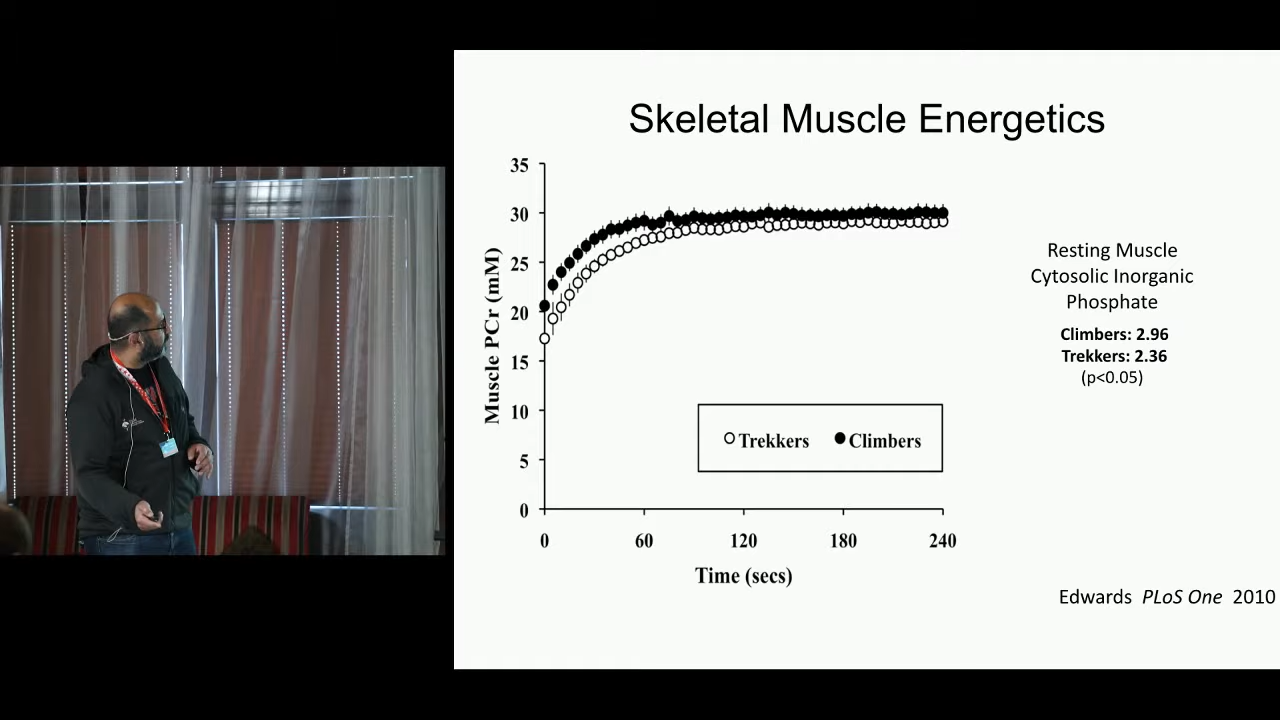 Skeletal Muscle Energetics
35
30
25
20
15
10
5
0
Muscle PCr (mM)
Trekkers
Climbers
0
60
120
180
240
Time (secs)
Resting Muscle
Cytosolic Inorganic
Phosphate
Climbers: 2.96
Trekkers: 2.36
(p<0.05)
Edwards PLoS One 2010